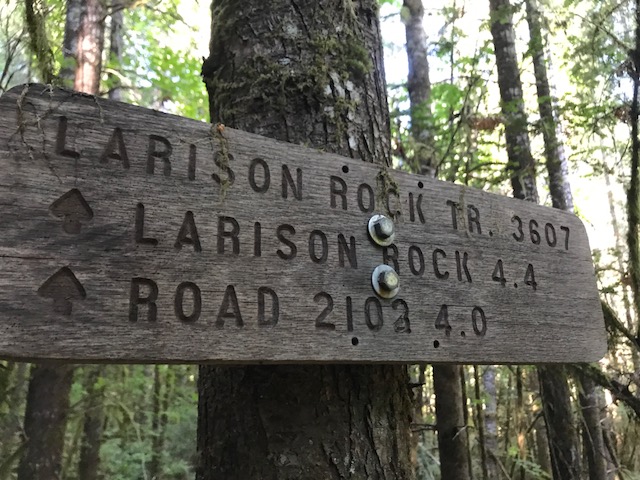 LARISON ROCK TR. 3607
LARISON ROCK 4.4
ROAD 2102 4.0